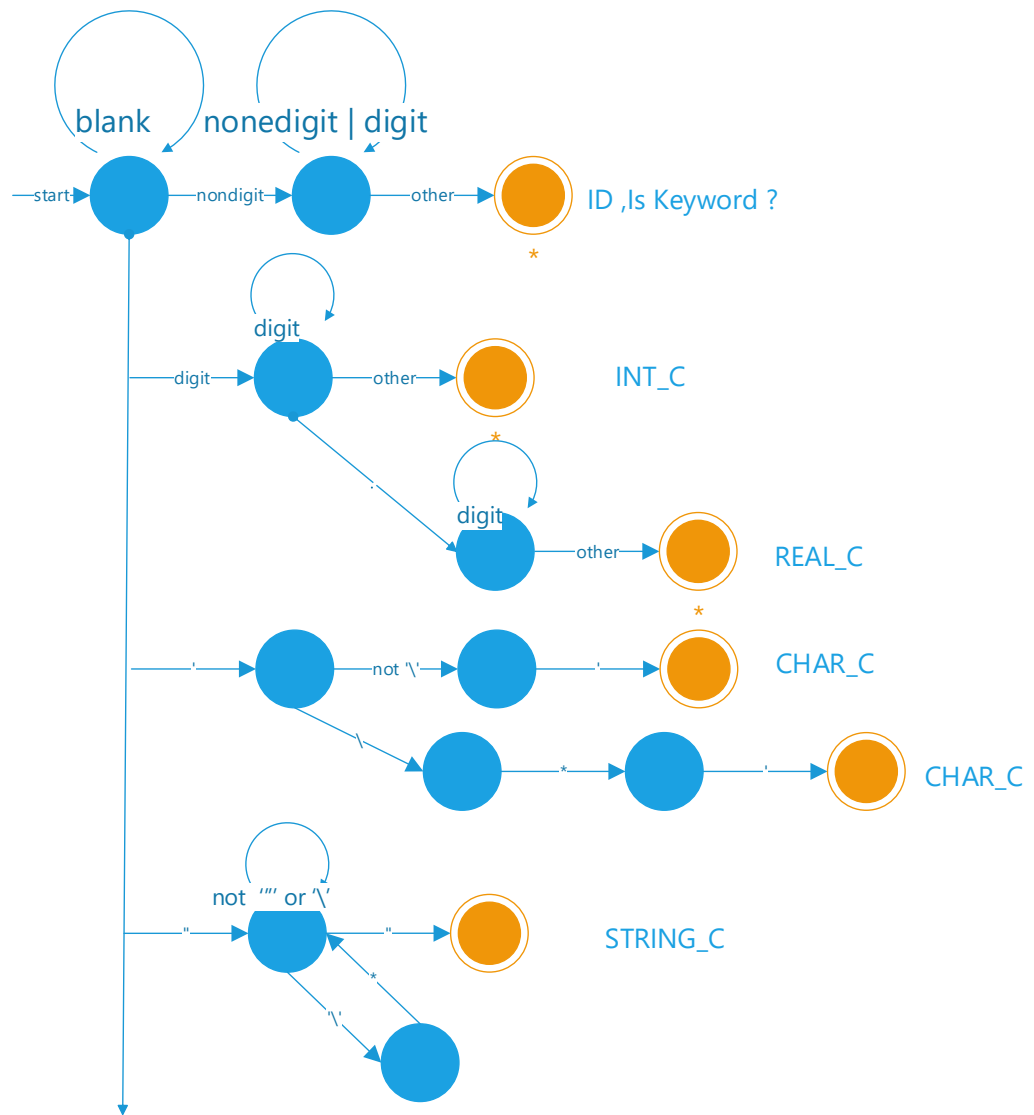 blank
nonedigit | digit
start
nondigit
other
ID ,Is Keyword ?
*
digit
digit
other
INT_C
*
.
digit
other
REAL_C
*
'
not '\'
'
CHAR_C
\
*
'
CHAR_C
not '"' or '\'
"
"
STRING_C
*
'\'